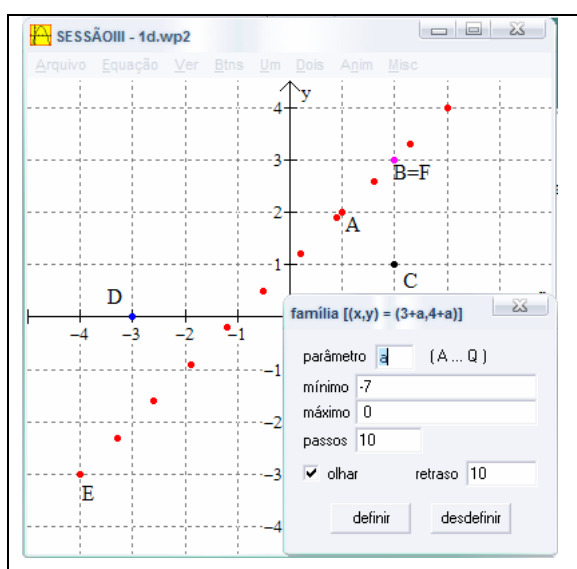 SESSÃOIII - 1d.wp2
Arquivo Equação Ver Btns Um Dois Anim Misc
y
4
3
B=F
2
A
1
C
D
-4 -3 -2 -1
-1
-2
-3
E
-4
família [(x,y) = (3+a,4+a)]
parâmetro a ( A ... Q )
mínimo -7
máximo 0
passos 10
olhar retraso 10
definir desdefinir